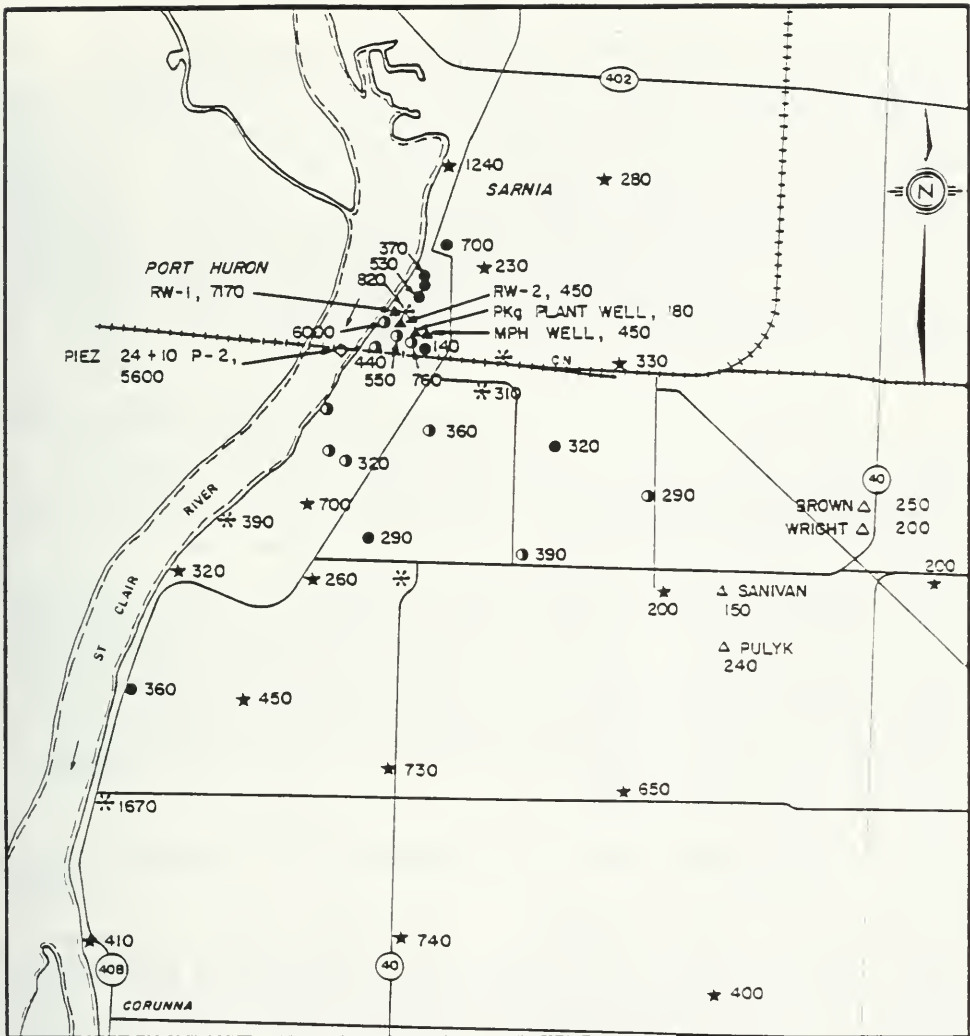 402
1240
SARNIA
280
N
370
700
530
230
820
PORT HURON
RW-1, 7170
RW-2, 450
PKg PLANT WELL, 180
MPH WELL, 450
6000
140
PIEZ 24+10 P-2,
5600
440
550
760
CN
330
310
360
320
320
290
40
BROWN 250
WRIGHT 200
700
390
290
390
RIVER
320
260
200
200
SANIVAN
150
CLAIR
PULYK
240
ST
360
450
730
650
1670
410
740
408
40
400
CORUNNA